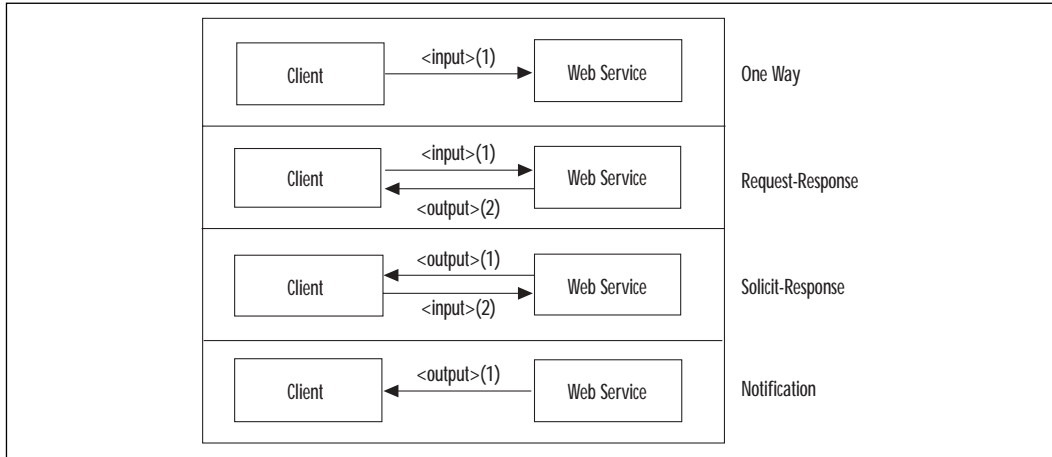 <input>(1)
Client
Web Service
One Way
<input>(1)
Client
Web Service
Request-Response
<output>(2)
<output>(1)
Client
Web Service
Solicit-Response
<input>(2)
<output>(1)
Client
Web Service
Notification